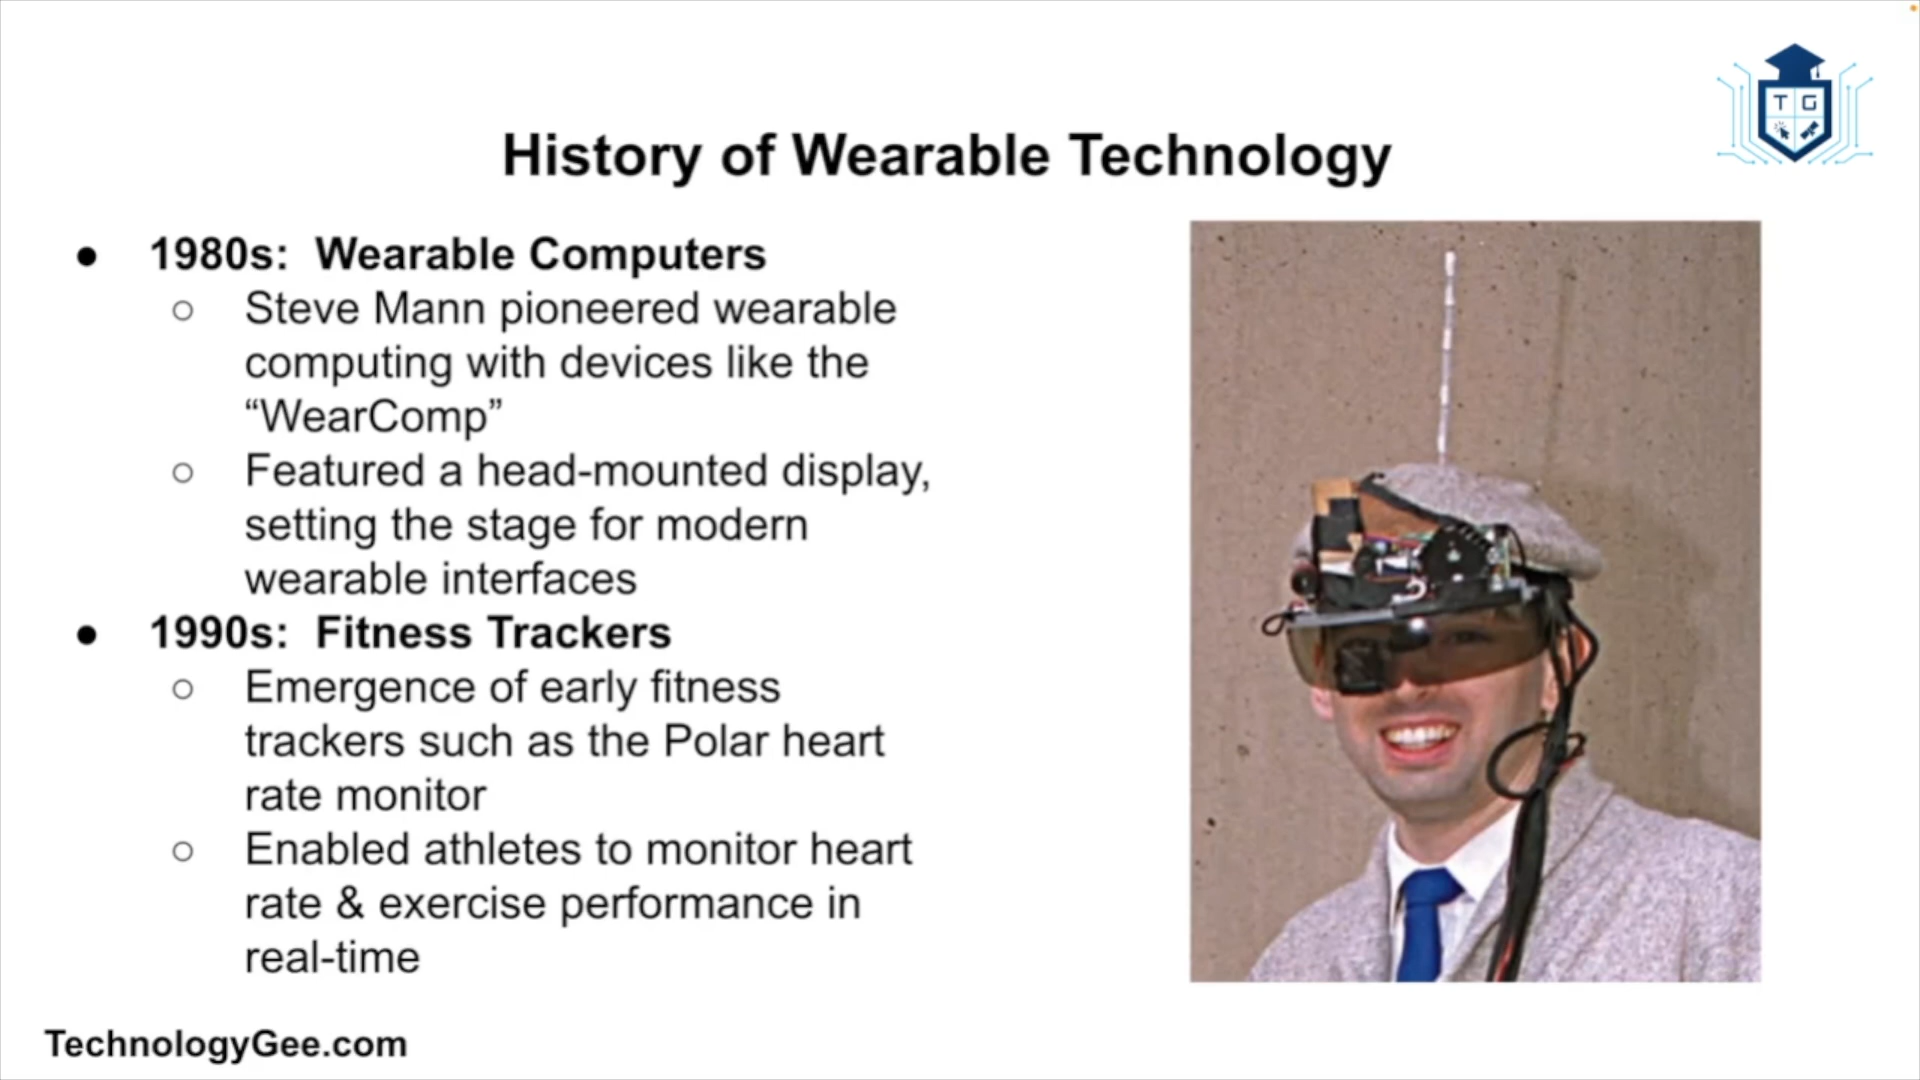 T G
History of Wearable Technology
● 1980s: Wearable Computers
○ Steve Mann pioneered wearable
computing with devices like the
“WearComp”
○ Featured a head-mounted display,
setting the stage for modern
wearable interfaces
● 1990s: Fitness Trackers
○ Emergence of early fitness
trackers such as the Polar heart
rate monitor
○ Enabled athletes to monitor heart
rate & exercise performance in
real-time
TechnologyGee.com